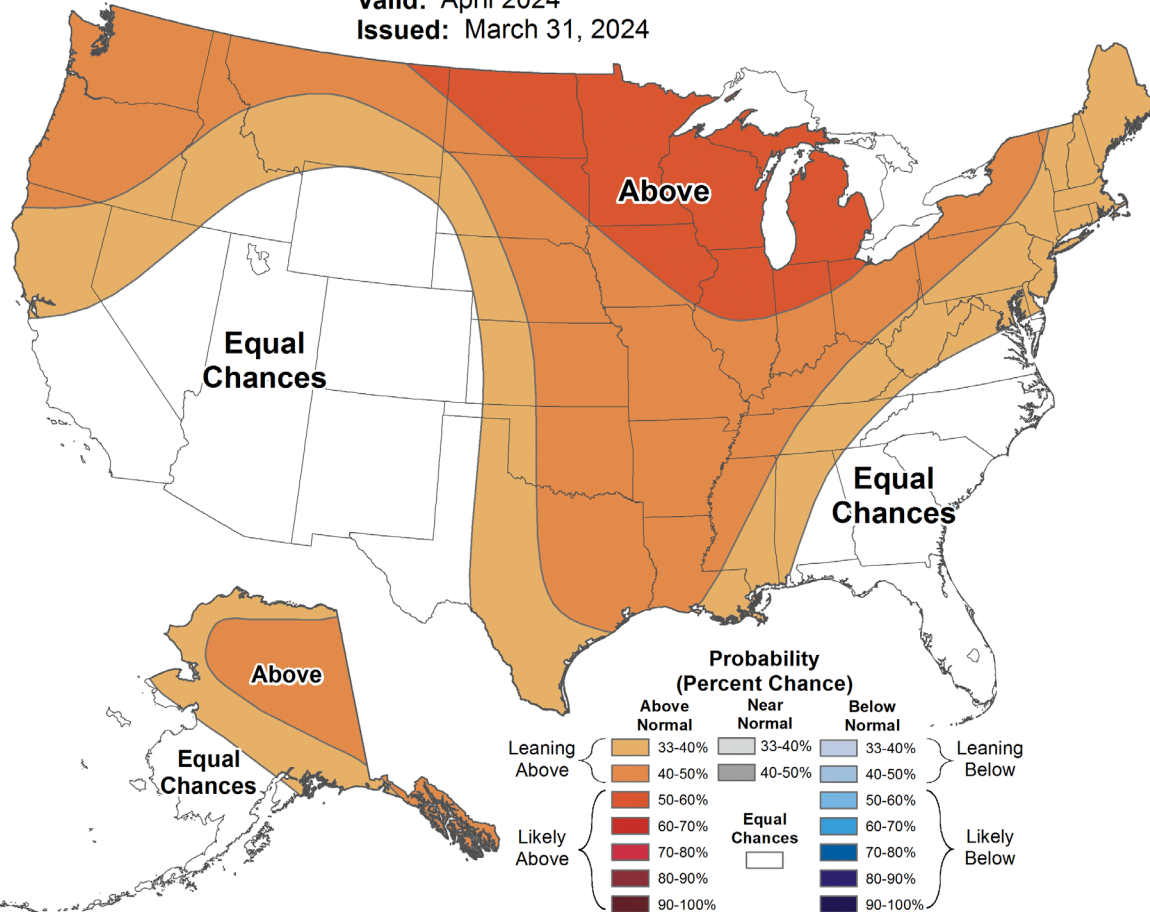 Valid: April 2024
Issued: March 31, 2024
Above
Equal
Chances
Equal
Chances
Above
Equal
Chances
Probability
(Percent Chance)
Above
Normal
Near
Normal
Below
Normal
Leaning
Above
33-40%
33-40%
33-40%
Leaning
Below
40-50%
40-50%
40-50%
Likely
Above
50-60%
60-70%
70-80%
80-90%
90-100%
Equal
Chances
50-60%
60-70%
70-80%
80-90%
90-100%
Likely
Below